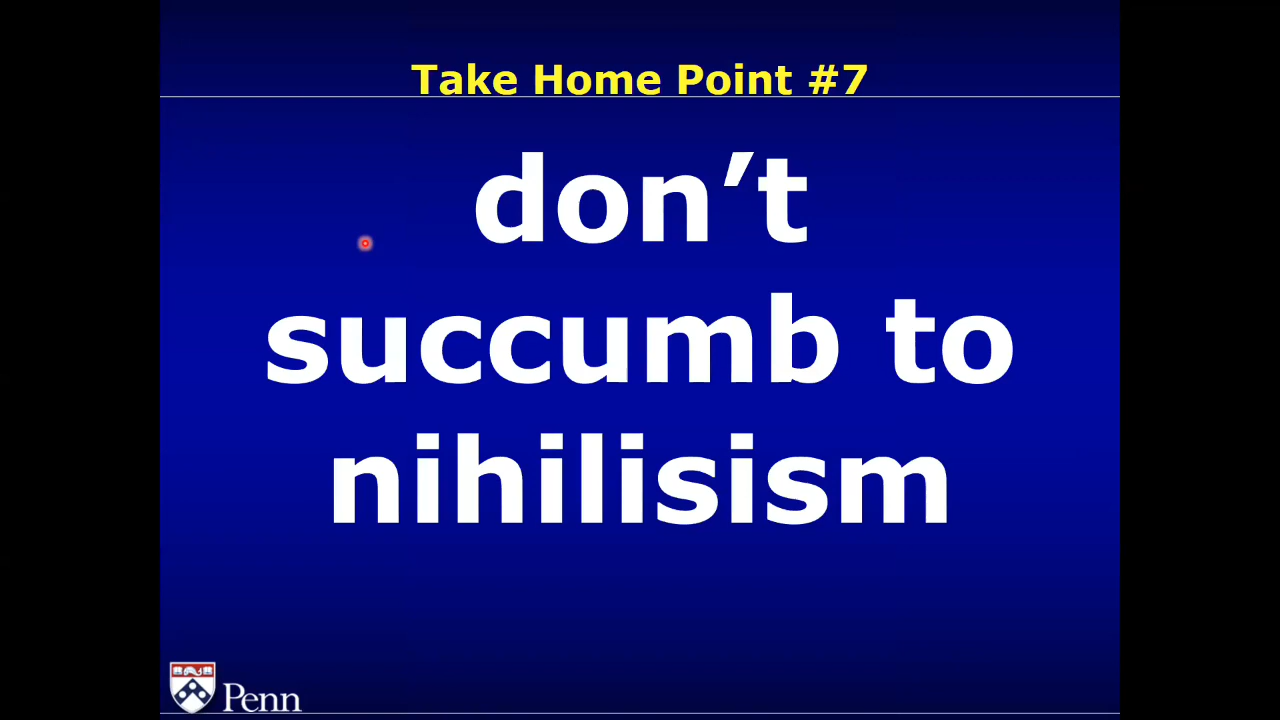 Take Home Point #7
don’t
succumb to
nihilisism
Penn